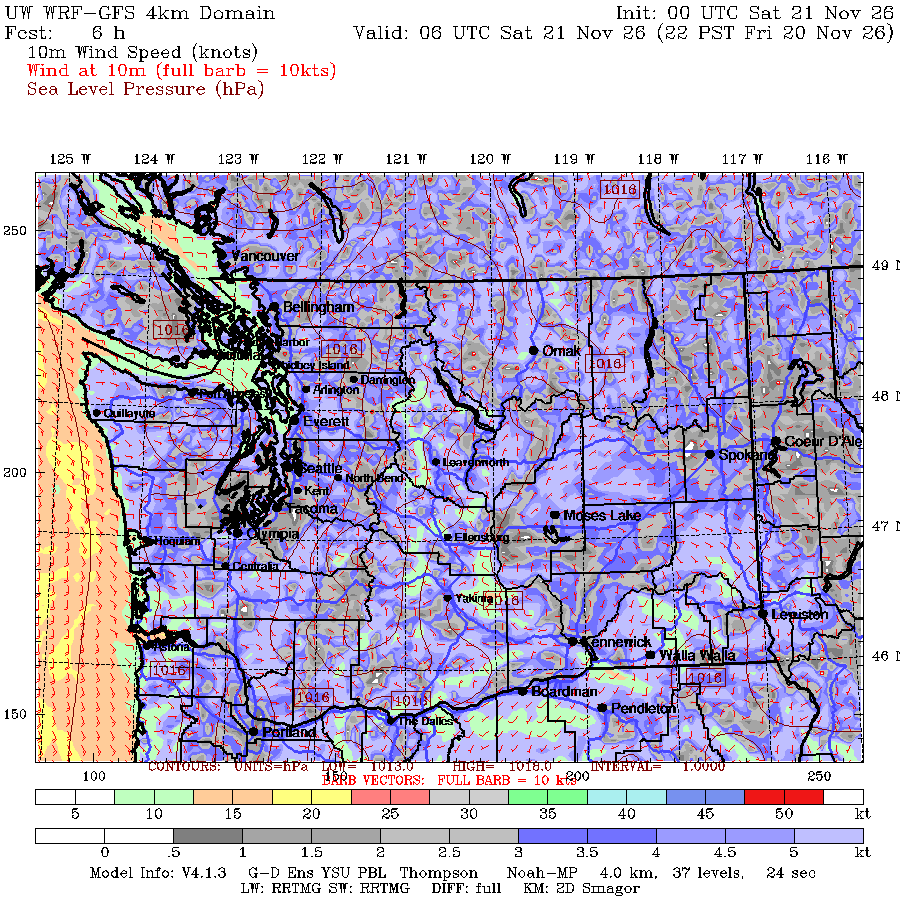 UW WRF-GFS 4km Domain Init: 00 UTC Sat 21 Nov 26
Fcst: 6 h Valid: 06 UTC Sat 21 Nov 26 (22 PST Fri 20 Nov 26)
10m Wind Speed (knots)
Wind at 10m (full barb = 10kts)
Sea Level Pressure (hPa)
125 W 124 W 123 W 122 W 121 W 120 W 119 W 118 W 117 W 116 W
1016
250
Vancouver
49 N
Bellingham
1016
1016
Omak
1016
Darrington
Arlington
48 N
Quillayute
Everett
Coeur D'Ale
Spokane
Leavenworth
200
Seattle
North Bend
Kent
Tacoma
Moses Lake
47 N
Olympia
Hoquiam
Ellensburg
Centralia
Yakima
1016
Lewiston
Kennewick
Astoria
Walla Walla
46 N
1016
1016
Boardman
1016
1016
Pendleton
150
The Dalles
Portland
CONTOURS: UNITS=hPa LOW= 1013.0 HIGH= 1018.0 INTERVAL= 1.0000
100 150 200 250
BARB VECTORS: FULL BARB = 10 kts
5 10 15 20 25 30 35 40 45 50 kt
0 .5 1 1.5 2 2.5 3 3.5 4 4.5 5 kt
Model Info: V4.1.3 G-D Ens YSU PBL Thompson Noah-MP 4.0 km, 37 levels, 24 sec
LW: RRTMG SW: RRTMG DIFF: full KM: 2D Smagor